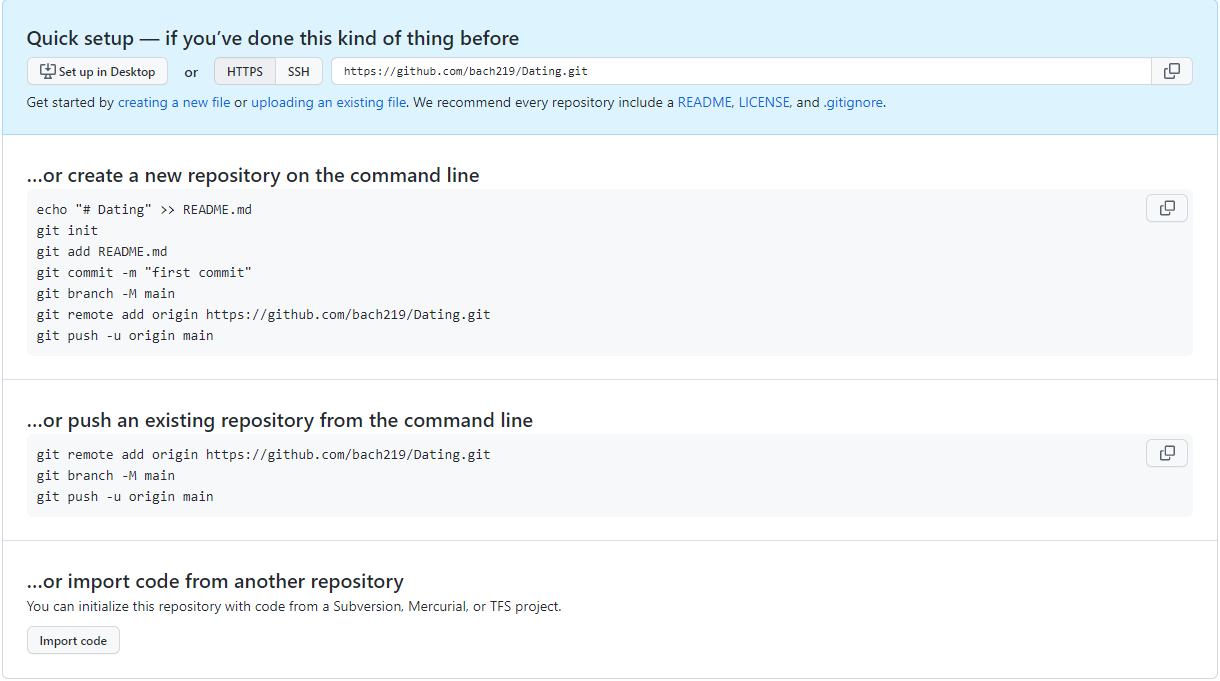 Quick setup — if you’ve done this kind of thing before
Set up in Desktop or HTTPS SSH https://github.com/bach219/Dating.git
Get started by creating a new file or uploading an existing file. We recommend every repository include a README, LICENSE, and .gitignore.
…or create a new repository on the command line
echo "# Dating" >> README.md
git init
git add README.md
git commit -m "first commit"
git branch -M main
git remote add origin https://github.com/bach219/Dating.git
git push -u origin main
…or push an existing repository from the command line
git remote add origin https://github.com/bach219/Dating.git
git branch -M main
git push -u origin main
…or import code from another repository
You can initialize this repository with code from a Subversion, Mercurial, or TFS project.
Import code